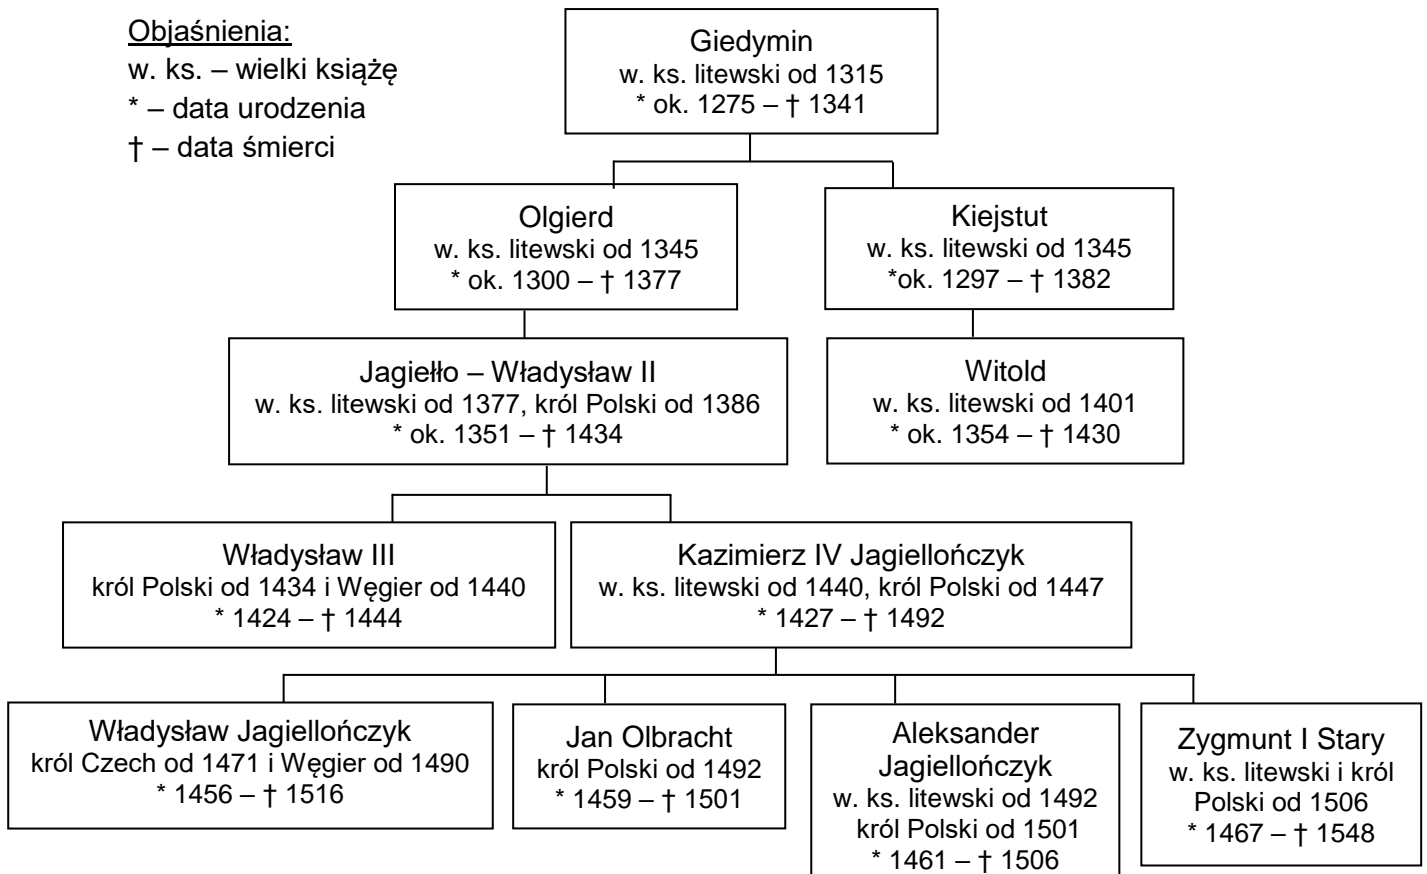 Objaśnienia:
w. ks. – wielki książę
* – data urodzenia
† – data śmierci
Giedymin
w. ks. litewski od 1315
* ok. 1275 – † 1341
Olgierd
w. ks. litewski od 1345
* ok. 1300 – † 1377
Kiejstut
w. ks. litewski od 1345
*ok. 1297 – † 1382
Jagiełło – Władysław II
w. ks. litewski od 1377, król Polski od 1386
* ok. 1351 – † 1434
Witold
w. ks. litewski od 1401
* ok. 1354 – † 1430
Władysław III
król Polski od 1434 i Węgier od 1440
* 1424 – † 1444
Kazimierz IV Jagiellończyk
w. ks. litewski od 1440, król Polski od 1447
* 1427 – † 1492
Władysław Jagiellończyk
król Czech od 1471 i Węgier od 1490
* 1456 – † 1516
Jan Olbracht
król Polski od 1492
* 1459 – † 1501
Aleksander
Jagiellończyk
w. ks. litewski od 1492
król Polski od 1501
* 1461 – † 1506
Zygmunt I Stary
w. ks. litewski i król
Polski od 1506
* 1467 – † 1548